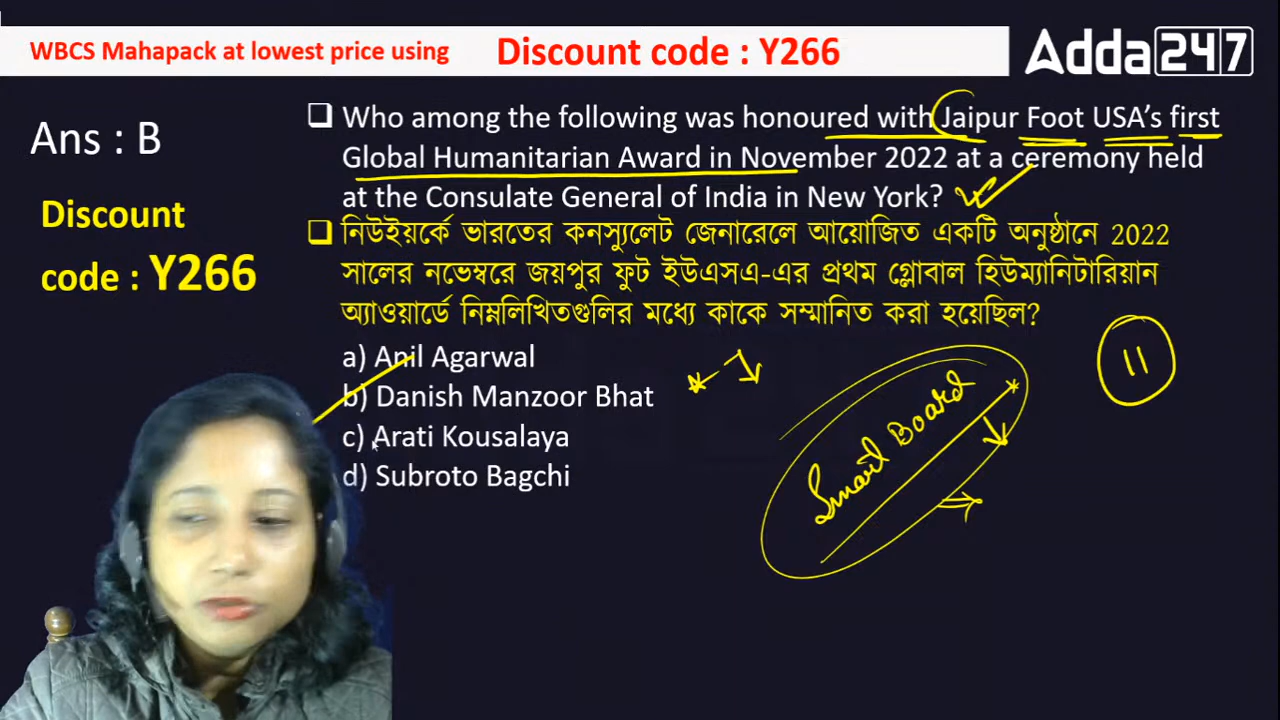 WBCS Mahapack at lowest price using
Discount code : Y266
Adda247
Ans : B
Discount
code : Y266
Who among the following was honoured with Jaipur Foot USA's first
Global Humanitarian Award in November 2022 at a ceremony held
at the Consulate General of India in New York?
নিউইয়র্কে ভারতের কনস্যুলেট জেনারেলে আয়োজিত একটি অনুষ্ঠানে 2022
সালের নভেম্বরে জয়পুর ফুট ইউএসএ-এর প্রথম গ্লোবাল হিউম্যানিটারিয়ান
অ্যাওয়ার্ডে নিম্নলিখিতগুলির মধ্যে কাকে সম্মানিত করা হয়েছিল?
a) Anil Agarwal
b) Danish Manzoor Bhat
c) Arati Kousalaya
d) Subroto Bagchi
Smart Board
11